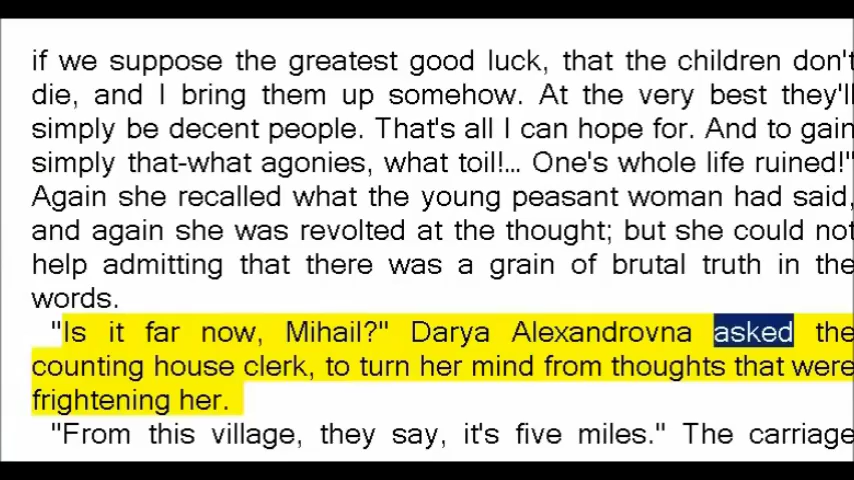 if we suppose the greatest good luck, that the children don't
die, and I bring them up somehow. At the very best they'll
simply be decent people. That's all I can hope for. And to gain
simply that-what agonies, what toil!... One's whole life ruined!"
Again she recalled what the young peasant woman had said,
and again she was revolted at the thought; but she could not
help admitting that there was a grain of brutal truth in the
words.
"Is it far now, Mihail?" Darya Alexandrovna asked the
counting house clerk, to turn her mind from thoughts that were
frightening her.
"From this village, they say, it's five miles." The carriage